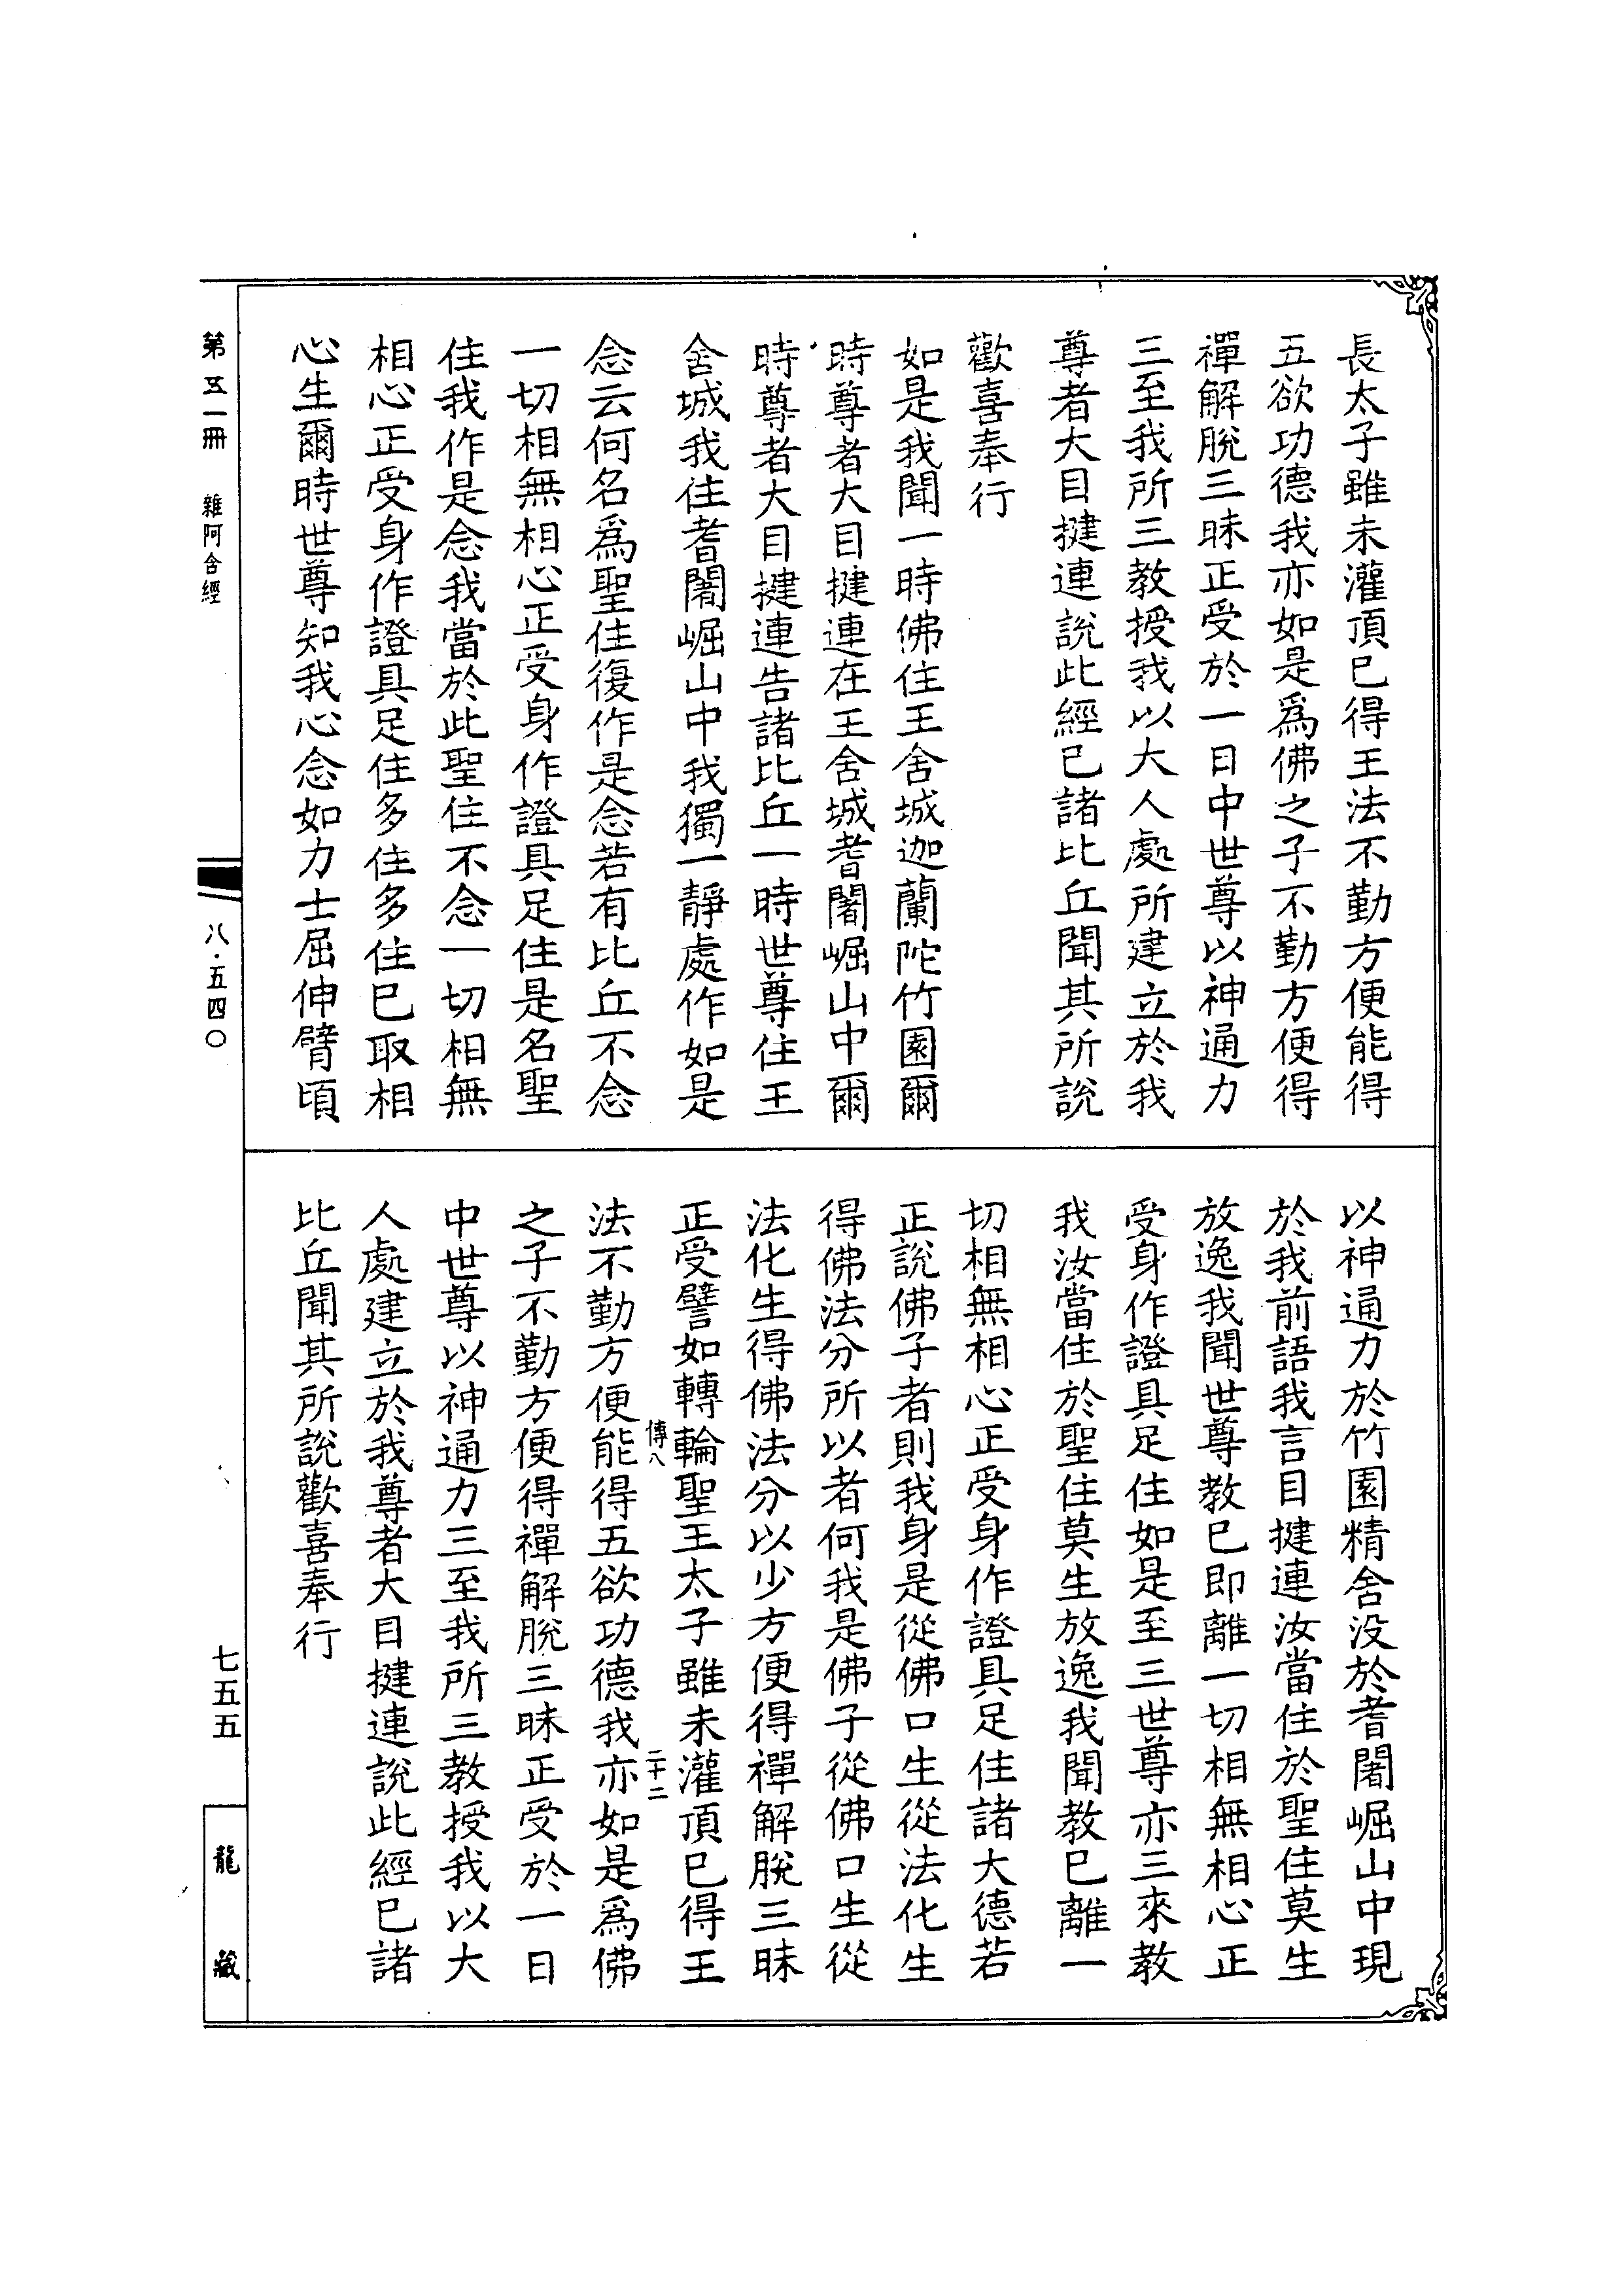 長太子雖未灌頂已得王法不勤方便能得
五欲功德我亦如是爲佛之子不勤方便得
禪解脫三昧正受於一日中世尊以神通力
三至我所三教授我以大人處所建立於我
尊者大目揵連說此經已諸比丘聞其所說
歡喜奉行
如是我聞一時佛住王舍城迦蘭陀竹園爾
時尊者大目揵連在王舍城耆闍崛山中爾
時尊者大目揵連告諸比丘一時世尊住王
舍城我住耆闍崛山中我獨一靜處作如是
念云何名爲聖住復作是念若有比丘不念
一切相無相心正受身作證具足住是名聖
住我作是念我當於此聖住不念一切相無
相心正受身作證具足住多住多住已取相
心生爾時世尊知我心念如力士屈伸臂頃
以神通力於竹園精舍没於耆闍崛山中現
於我前語我言目揵連汝當住於聖住莫生
放逸我聞世尊教已即離一切相無相心正
受身作證具足住如是至三世尊亦三來教
我汝當住於聖住莫生放逸我聞教已離一
切相無相心正受身作證具足住諸大德若
正說佛子者則我身是從佛口生從法化生
得佛法分所以者何我是佛子從佛口生從
法化生得佛法分以少方便得禪解脫三昧
正受譬如轉輪聖王太子雖未灌頂已得王
傳八
二十二
法不勤方便能得五欲功德我亦如是爲佛
之子不勤方便得禪解脫三昧正受於一日
中世尊以神通力三至我所三教授我以大
人處建立於我尊者大目揵連說此經已諸
比丘聞其所說歡喜奉行
第五一冊
雜阿含經
八·五四〇
七五五
龍藏